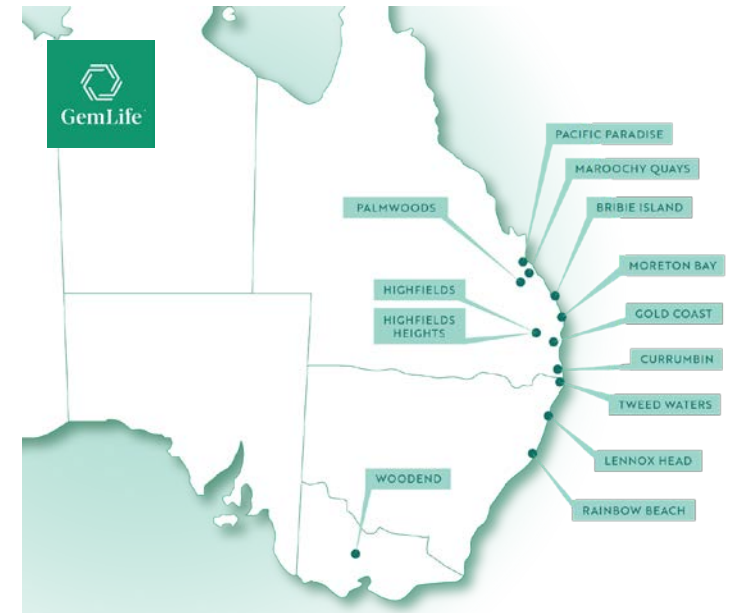 GemLife
PACIFIC PARADISE
MAROOCHY QUAYS
PALMWOODS
BRIBIE ISLAND
MORETON BAY
HIGHFIELDS
GOLD COAST
HIGHFIELDS
HEIGHTS
CURRUMBIN
TWEED WATERS
LENNOX HEAD
WOODEND
RAINBOW BEACH